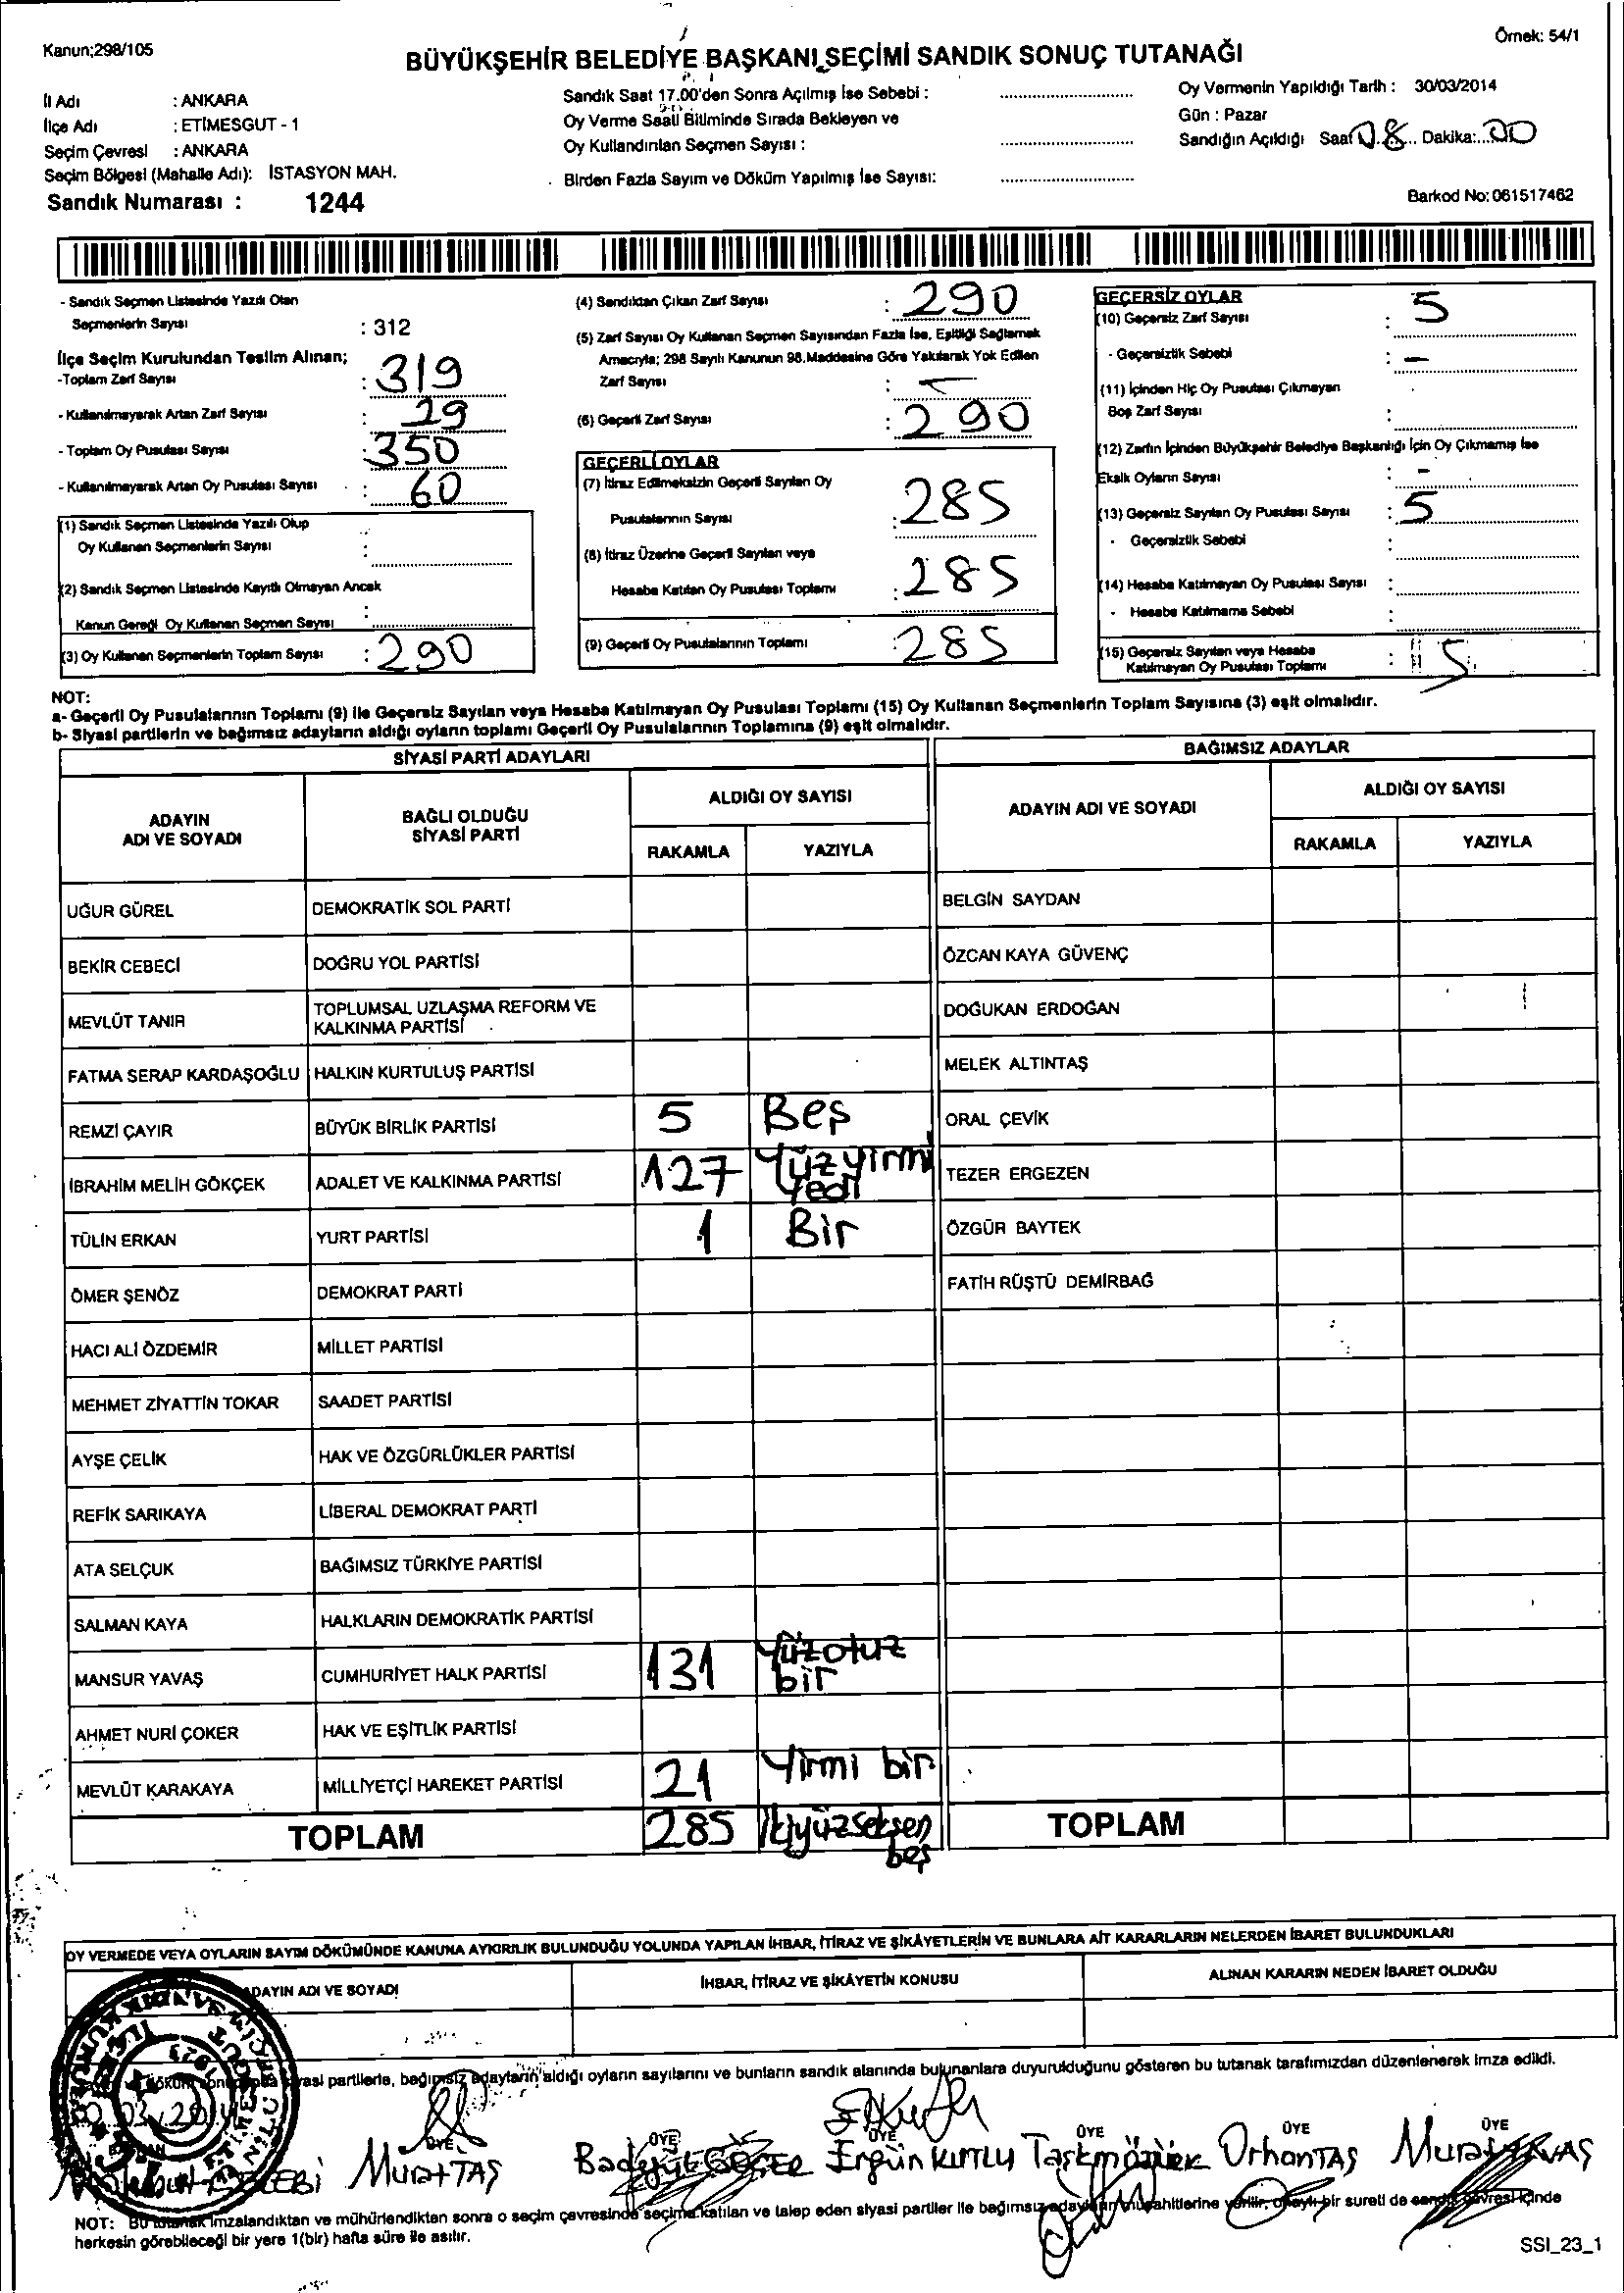 Kanun;298/105
Örnek: 54/1
BÜYÜKŞEHİR BELEDİYE BAŞKANI SEÇİMİ SANDIK SONUÇ TUTANAĞI
İl Adı : ANKARA
İlçe Adı : ETİMESGUT - 1
Seçim Çevresi : ANKARA
Seçim Bölgesi (Mahalle Adı): İSTASYON MAH.
Sandık Numarası : 1244
Sandık Saat 17.00'den Sonra Açılmış İse Sebebi :
Oy Verme Saati Bitiminde Sırada Bekleyen ve
Oy Kullandırılan Seçmen Sayısı :
Birden Fazla Sayım ve Döküm Yapılmış İse Sayısı:
Oy Vermenin Yapıldığı Tarih : 30/03/2014
Gün : Pazar
Sandığın Açıldığı Saat 08 Dakika: 00
Barkod No: 061517462
- Sandık Seçmen Listesinde Yazılı Olan
Seçmenlerin Sayısı : 312
İlçe Seçim Kurulundan Teslim Alınan;
-Toplam Zarf Sayısı : 319
- Kullanılmayarak Artan Zarf Sayısı : 29
- Toplam Oy Pusulası Sayısı : 350
- Kullanılmayarak Artan Oy Pusulası Sayısı : 60
(1) Sandık Seçmen Listesinde Yazılı Olup
Oy Kullanan Seçmenlerin Sayısı :
(2) Sandık Seçmen Listesinde Kayıtlı Olmayan Ancak
Kanun Gereği Oy Kullanan Seçmen Sayısı :
(3) Oy Kullanan Seçmenlerin Toplam Sayısı : 290
(4) Sandıktan Çıkan Zarf Sayısı : 290
(5) Zarf Sayısı Oy Kullanan Seçmen Sayısından Fazla İse, Eşitliği Sağlamak
Amacıyla; 298 Sayılı Kanunun 98.Maddesine Göre Yakılarak Yok Edilen
Zarf Sayısı : -
(6) Geçerli Zarf Sayısı : 290
GEÇERLİ OYLAR
(7) İtiraz Edilmeksizin Geçerli Sayılan Oy
Pusulalarının Sayısı : 285
(8) İtiraz Üzerine Geçerli Sayılan veya
Hesaba Katılan Oy Pusulası Toplamı : 285
(9) Geçerli Oy Pusulalarının Toplamı : 285
GEÇERSİZ OYLAR
(10) Geçersiz Zarf Sayısı : 5
- Geçersizlik Sebebi : -
(11) İçinden Hiç Oy Pusulası Çıkmayan
Boş Zarf Sayısı :
(12) Zarfın İçinden Büyükşehir Belediye Başkanlığı İçin Oy Çıkmamış İse
Eksik Oyların Sayısı : -
(13) Geçersiz Sayılan Oy Pusulası Sayısı : 5
- Geçersizlik Sebebi :
(14) Hesaba Katılmayan Oy Pusulası Sayısı :
- Hesaba Katılmama Sebebi :
(15) Geçersiz Sayılan veya Hesaba
Katılmayan Oy Pusulası Toplamı : 5
NOT:
a- Geçerli Oy Pusulalarının Toplamı (9) ile Geçersiz Sayılan veya Hesaba Katılmayan Oy Pusulası Toplamı (15) Oy Kullanan Seçmenlerin Toplam Sayısına (3) eşit olmalıdır.
b- Siyasi partilerin ve bağımsız adayların aldığı oyların toplamı Geçerli Oy Pusulalarının Toplamına (9) eşit olmalıdır.
SİYASİ PARTİ ADAYLARI
ADAYIN ADI VE SOYADI
BAĞLI OLDUĞU SİYASİ PARTİ
ALDIĞI OY SAYISI
RAKAMLA YAZIYLA
UĞUR GÜREL DEMOKRATİK SOL PARTİ
BEKİR CEBECİ DOĞRU YOL PARTİSİ
MEVLÜT TANIR TOPLUMSAL UZLAŞMA REFORM VE KALKINMA PARTİSİ
FATMA SERAP KARDAŞOĞLU HALKIN KURTULUŞ PARTİSİ
REMZİ ÇAYIR BÜYÜK BİRLİK PARTİSİ 5 Beş
İBRAHİM MELİH GÖKÇEK ADALET VE KALKINMA PARTİSİ 127 Yüzyirmi yedi
TÜLİN ERKAN YURT PARTİSİ 1 Bir
ÖMER ŞENÖZ DEMOKRAT PARTİ
HACI ALİ ÖZDEMİR MİLLET PARTİSİ
MEHMET ZİYATTİN TOKAR SAADET PARTİSİ
AYŞE ÇELİK HAK VE ÖZGÜRLÜKLER PARTİSİ
REFİK SARIKAYA LİBERAL DEMOKRAT PARTİ
ATA SELÇUK BAĞIMSIZ TÜRKİYE PARTİSİ
SALMAN KAYA HALKLARIN DEMOKRATİK PARTİSİ
MANSUR YAVAŞ CUMHURİYET HALK PARTİSİ 131 Yüzotuz bir
AHMET NURİ ÇOKER HAK VE EŞİTLİK PARTİSİ
MEVLÜT KARAKAYA MİLLİYETÇİ HAREKET PARTİSİ 21 Yirmi bir
TOPLAM 285 İkiyüzseksen beş
BAĞIMSIZ ADAYLAR
ADAYIN ADI VE SOYADI
ALDIĞI OY SAYISI
RAKAMLA YAZIYLA
BELGİN SAYDAN
ÖZCAN KAYA GÜVENÇ
DOĞUKAN ERDOĞAN
MELEK ALTINTAŞ
ORAL ÇEVİK
TEZER ERGEZEN
ÖZGÜR BAYTEK
FATİH RÜŞTÜ DEMİRBAĞ
TOPLAM
OY VERMEDE VEYA OYLARIN SAYIM DÖKÜMÜNDE KANUNA AYKIRILIK BULUNDUĞU YOLUNDA YAPILAN İHBAR, İTİRAZ VE ŞİKÂYETLERİN VE BUNLARA AİT KARARLARIN NELERDEN İBARET BULUNDUKLARI
ADAYIN ADI VE SOYADI
İHBAR, İTİRAZ VE ŞİKÂYETİN KONUSU
ALINAN KARARIN NEDEN İBARET OLDUĞU
partilerle, bağımsız adayların aldığı oyların sayılarını ve bunların sandık alanında bulunanlara duyurulduğunu gösteren bu tutanak tarafımızdan düzenlenerek imza edildi.
ÜYE ÜYE ÜYE ÜYE ÜYE ÜYE
Murat TAŞ Ergün KUTLU Orhan TAŞ Murat
NOT: Bu tutanak imzalandıktan ve mühürlendikten sonra o seçim çevresinde seçime katılan ve talep eden siyasi partiler ile bağımsız aday müşahitlerine verilir, onaylı bir sureti de sandık çevresi içinde
herkesin görebileceği bir yere 1(bir) hafta süre ile asılır.
SSI_23_1